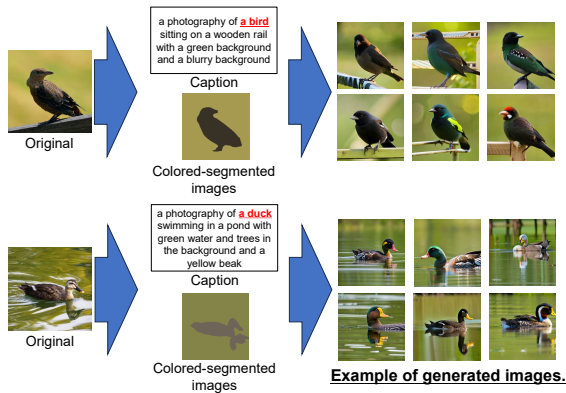 a photography of a bird
sitting on a wooden rail
with a green background
and a blurry background
Caption
Original
Colored-segmented
images
a photography of a duck
swimming in a pond with
green water and trees in
the background and a
yellow beak
Caption
Original
Colored-segmented
images
Example of generated images.